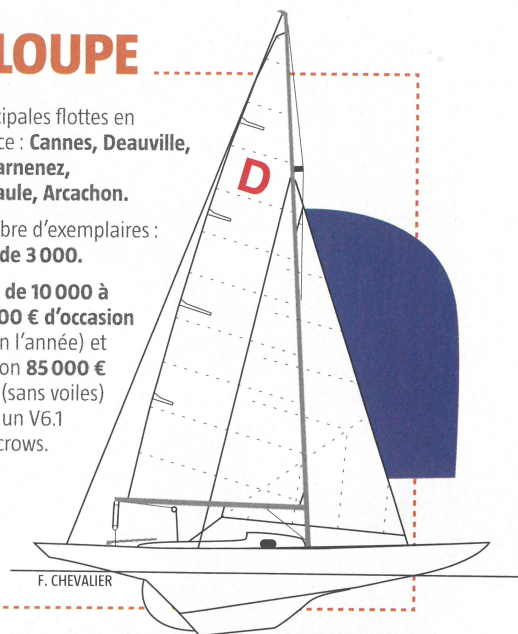 LOUPE
cipales flottes en
ce : Cannes, Deauville,
arnenez,
aule, Arcachon.
bre d'exemplaires :
de 3 000.
de 10 000 à
00 € d'occasion
n l'année) et
on 85 000 €
(sans voiles)
un V6.1
crows.
D
F. CHEVALIER